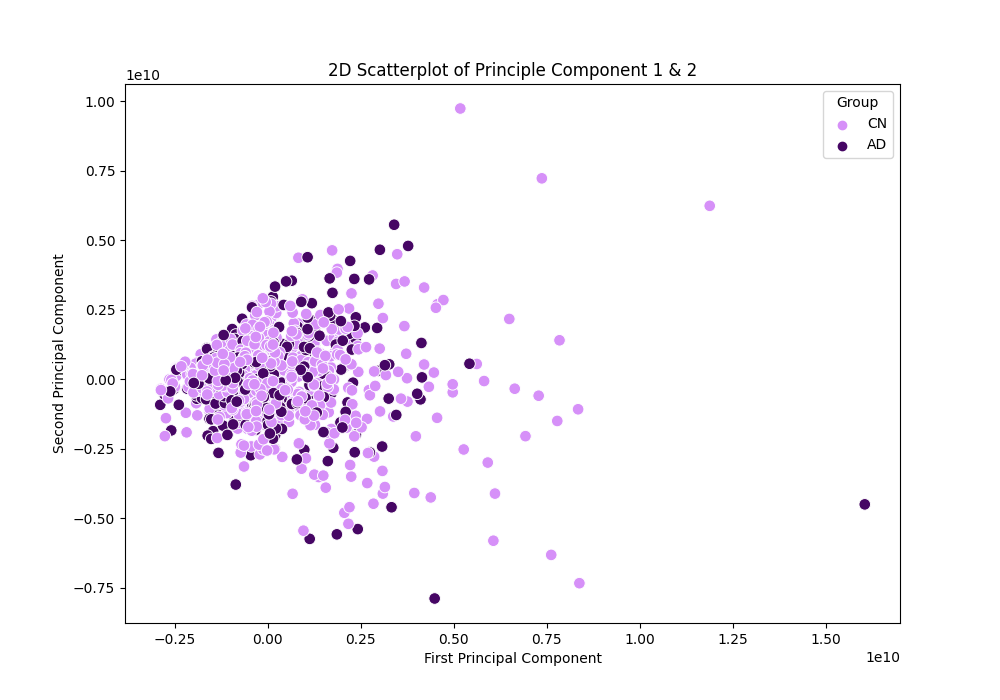 2D Scatterplot of Principle Component 1 & 2
1e10
Group
CN
AD
1.00
0.75
0.50
0.25
0.00
−0.25
−0.50
−0.75
Second Principal Component
−0.25
0.00
0.25
0.50
0.75
1.00
1.25
1.50
First Principal Component
1e10